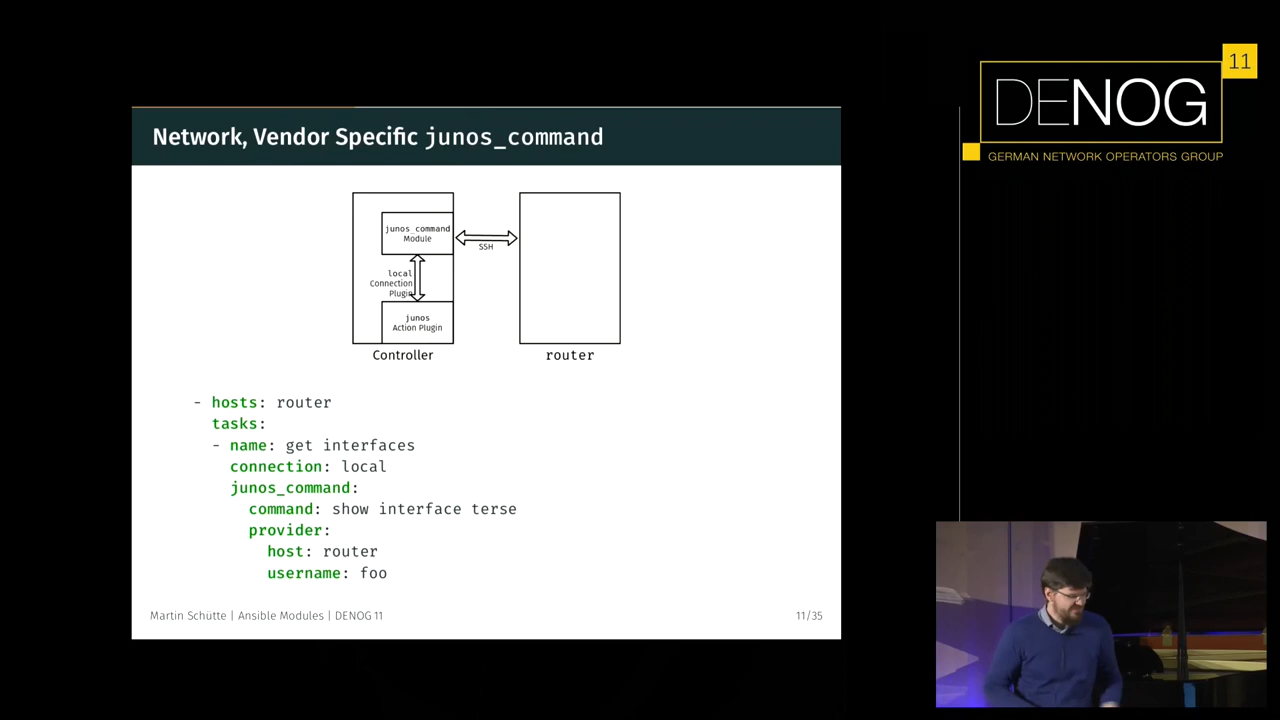 Network, Vendor Specific junos_command
junos_command
Module
SSH
local
Connection
Plugin
junos
Action Plugin
Controller
router
- hosts: router
tasks:
- name: get interfaces
connection: local
junos_command:
command: show interface terse
provider:
host: router
username: foo
Martin Schütte | Ansible Modules | DENOG 11
11/35
11
DENOG
GERMAN NETWORK OPERATORS GROUP